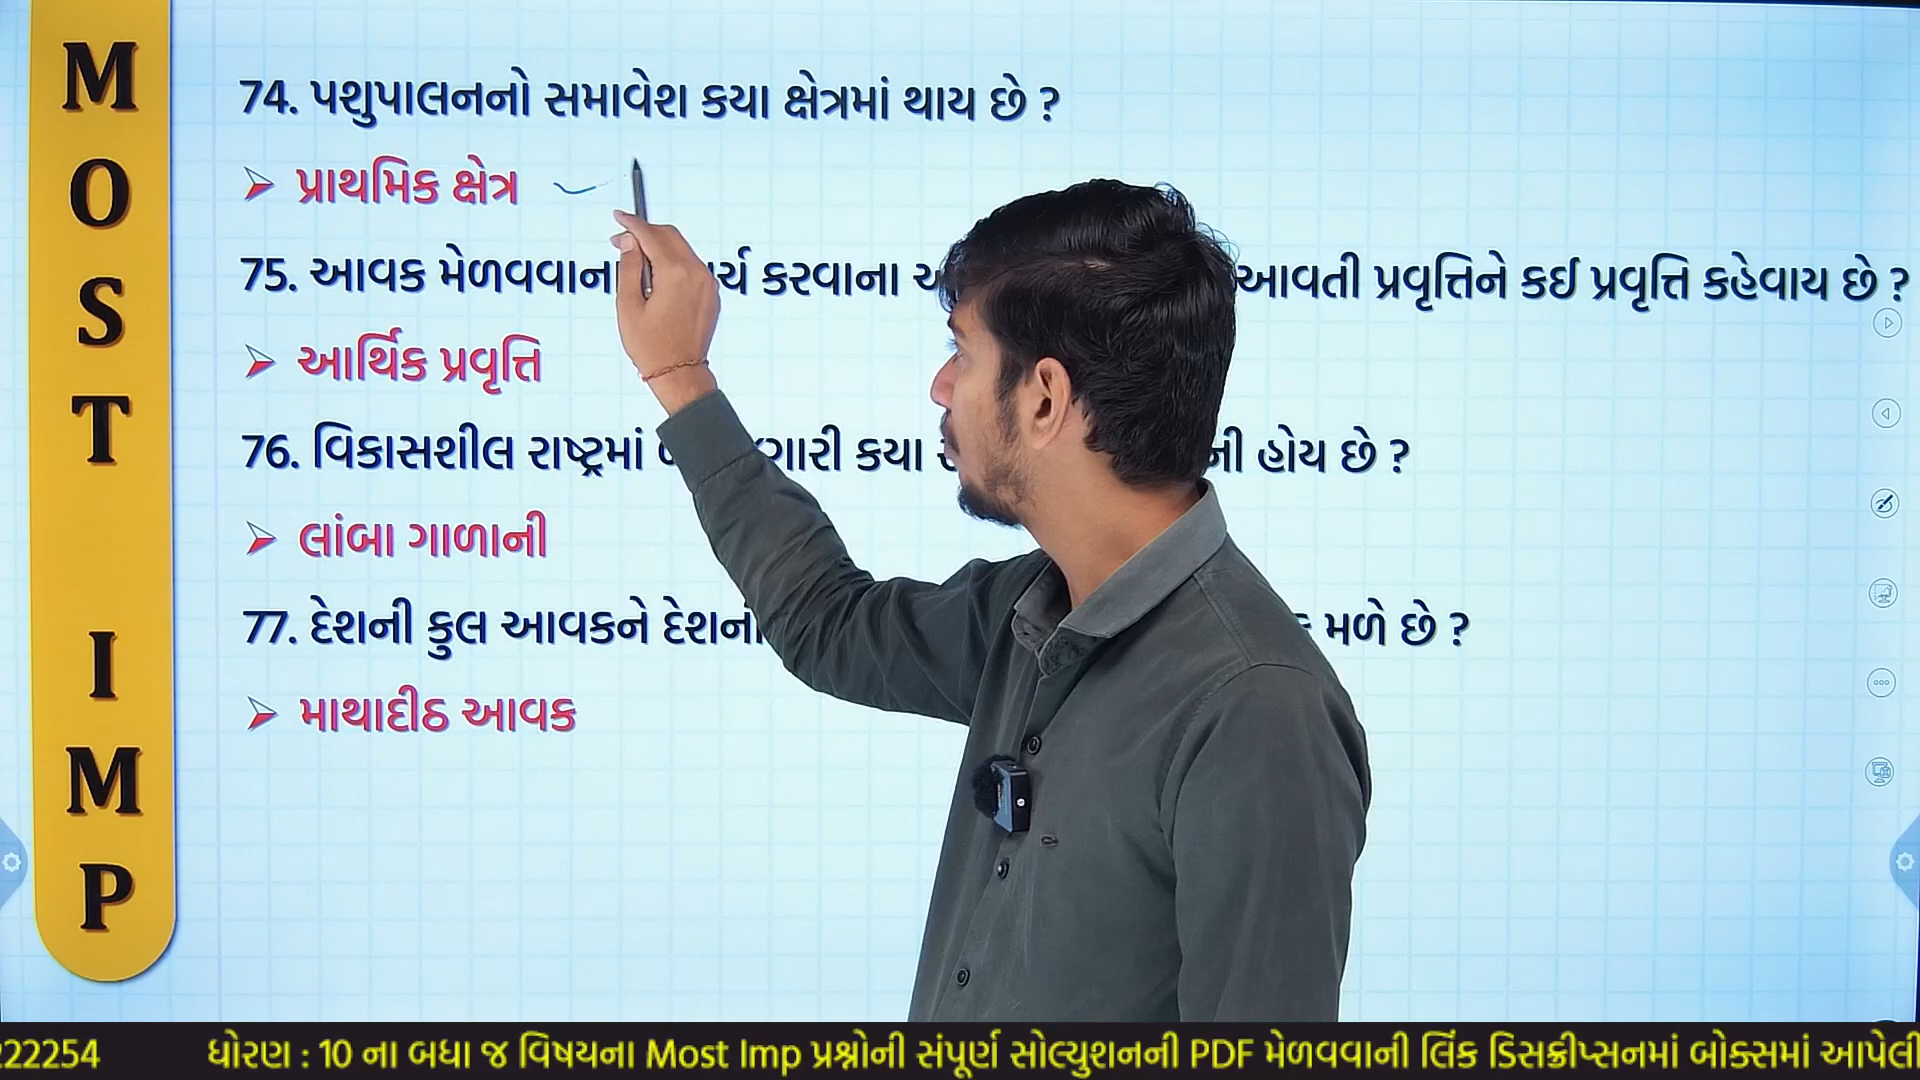 MOST IMP
74. પશુપાલનનો સમાવેશ કયા ક્ષેત્રમાં થાય છે ?
પ્રાથમિક ક્ષેત્ર
75. આવક મેળવવાના કરવાના આવતી પ્રવૃત્તિને કઈ પ્રવૃત્તિ કહેવાય છે ?
આર્થિક પ્રવૃત્તિ
76. વિકાસશીલ રાષ્ટ્રમાં કયા હોય છે ?
લાંબા ગાળાની
77. દેશની કુલ આવકને દેશની મળે છે ?
માથાદીઠ આવક
222254 ધોરણ : 10 ના બધા જ વિષયના Most Imp પ્રશ્નોની સંપૂર્ણ સોલ્યુશનની PDF મેળવવાની લિંક ડિસક્રીપ્સનમાં બોક્સમાં આપેલી